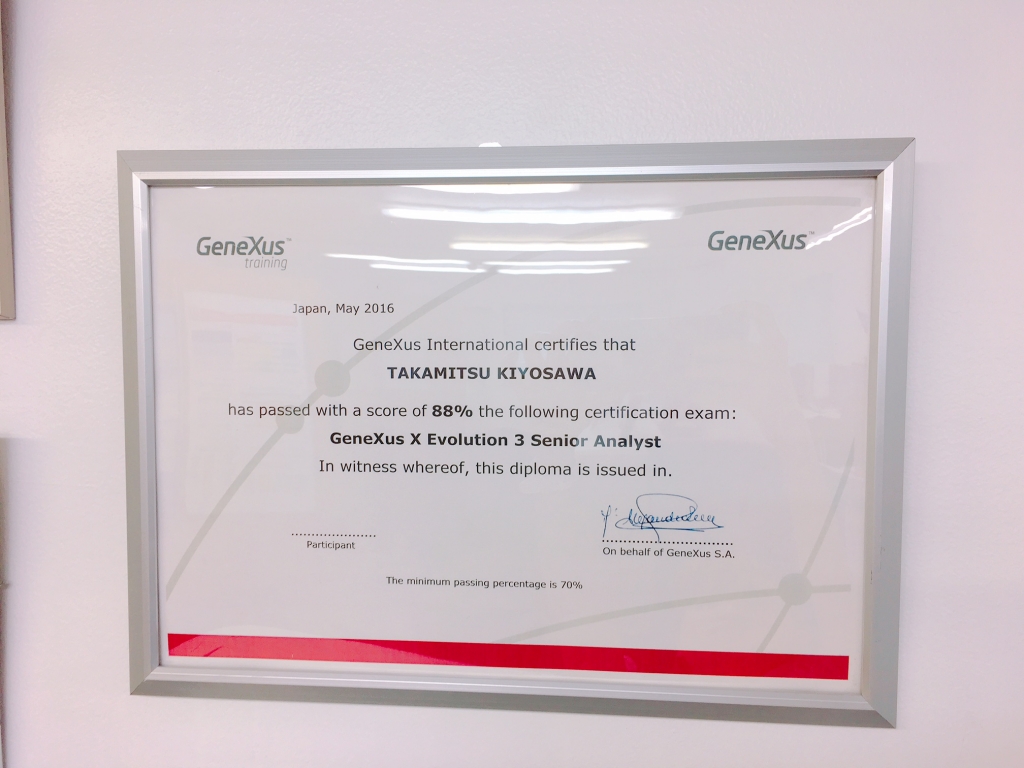 GeneXus™
training
GeneXus™
Japan, May 2016
GeneXus International certifies that
TAKAMITSU KIYOSAWA
has passed with a score of 88% the following certification exam:
GeneXus X Evolution 3 Senior Analyst
In witness whereof, this diploma is issued in.
Participant
On behalf of GeneXus S.A.
The minimum passing percentage is 70%